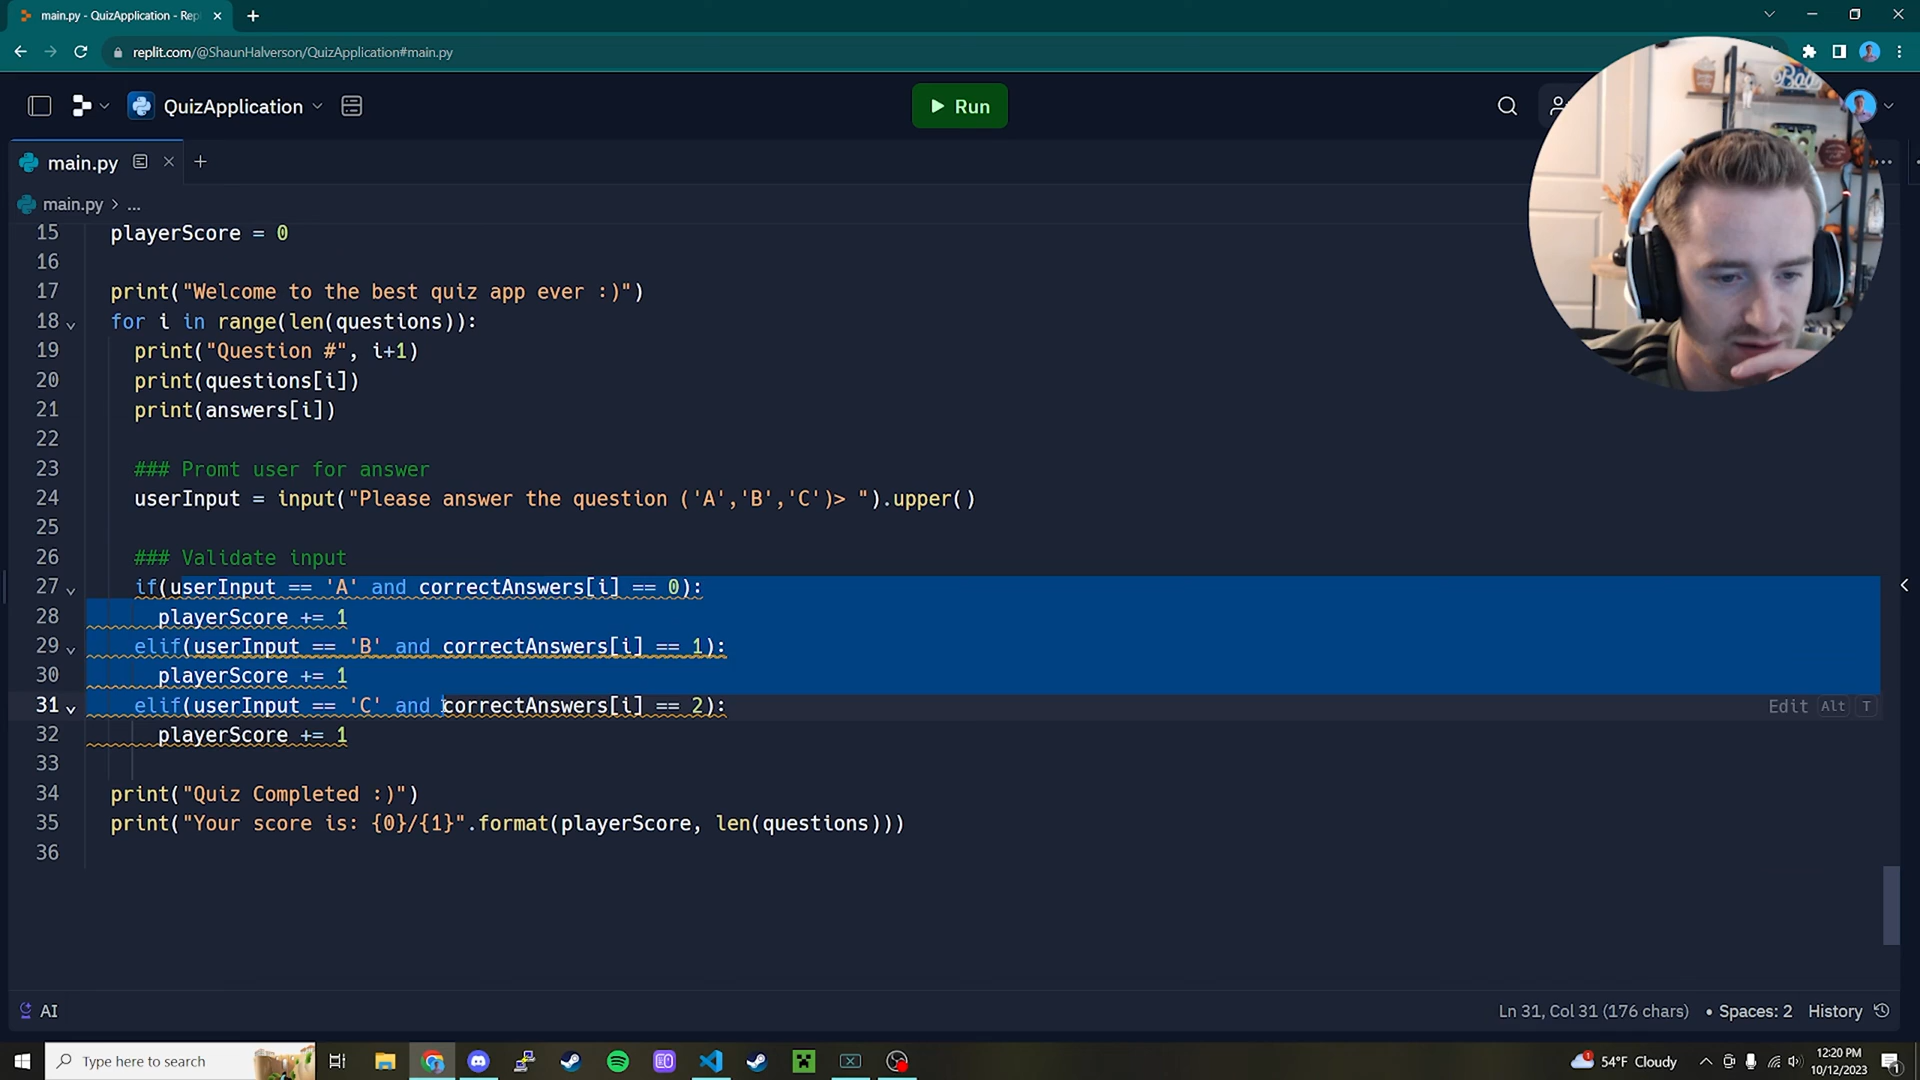 main.py - QuizApplication - Repl
replit.com/@ShaunHalverson/QuizApplication#main.py
QuizApplication
Run
main.py
main.py > ...
15 playerScore = 0
16
17 print("Welcome to the best quiz app ever :)")
18 for i in range(len(questions)):
19 print("Question #", i+1)
20 print(questions[i])
21 print(answers[i])
22
23 ### Promt user for answer
24 userInput = input("Please answer the question ('A','B','C')> ").upper()
25
26 ### Validate input
27 if(userInput == 'A' and correctAnswers[i] == 0):
28 playerScore += 1
29 elif(userInput == 'B' and correctAnswers[i] == 1):
30 playerScore += 1
31 elif(userInput == 'C' and correctAnswers[i] == 2): Edit Alt T
32 playerScore += 1
33
34 print("Quiz Completed :)")
35 print("Your score is: {0}/{1}".format(playerScore, len(questions)))
36
AI
Ln 31, Col 31 (176 chars) • Spaces: 2 History
Type here to search
54°F Cloudy
12:20 PM
10/12/2023
1